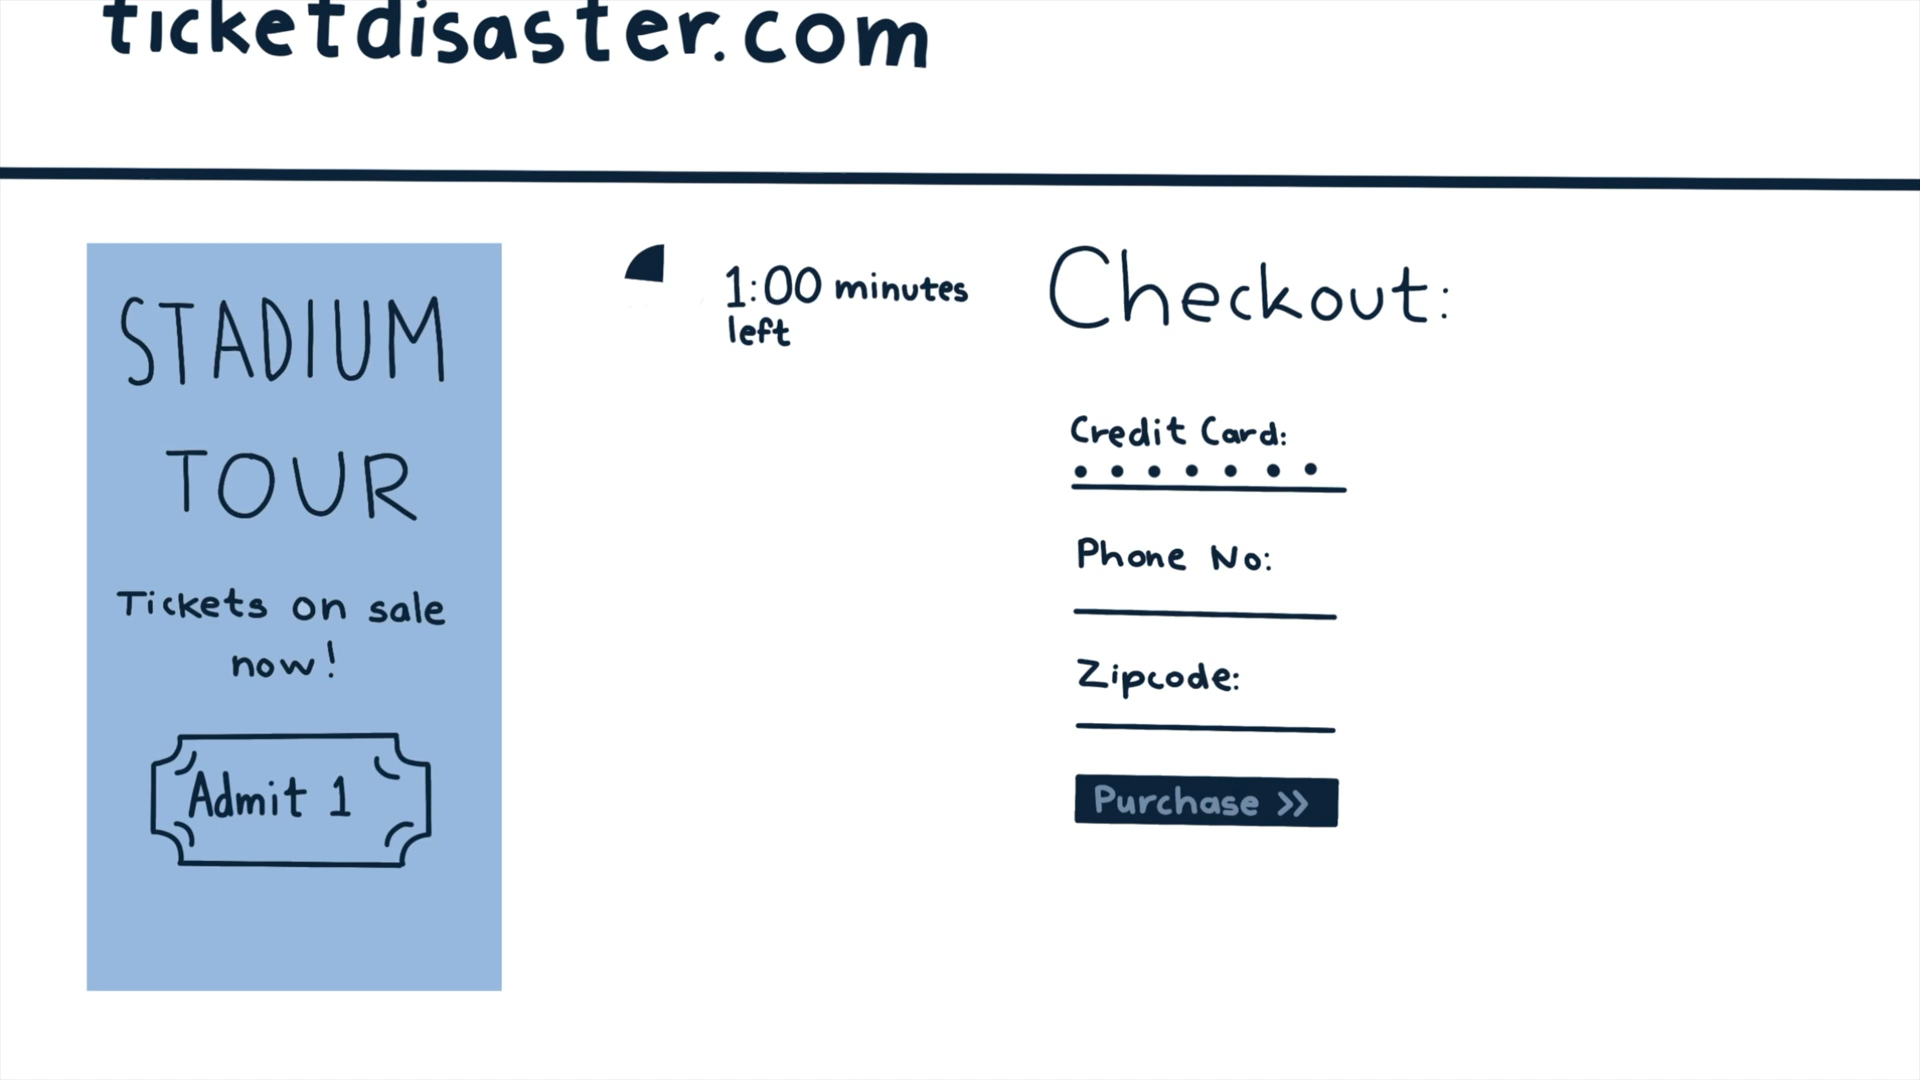 ticketdisaster.com
STADIUM
TOUR
Tickets on sale
now!
Admit 1
1:00 minutes
left
Checkout:
Credit Card:
Phone No:
Zipcode:
Purchase >>